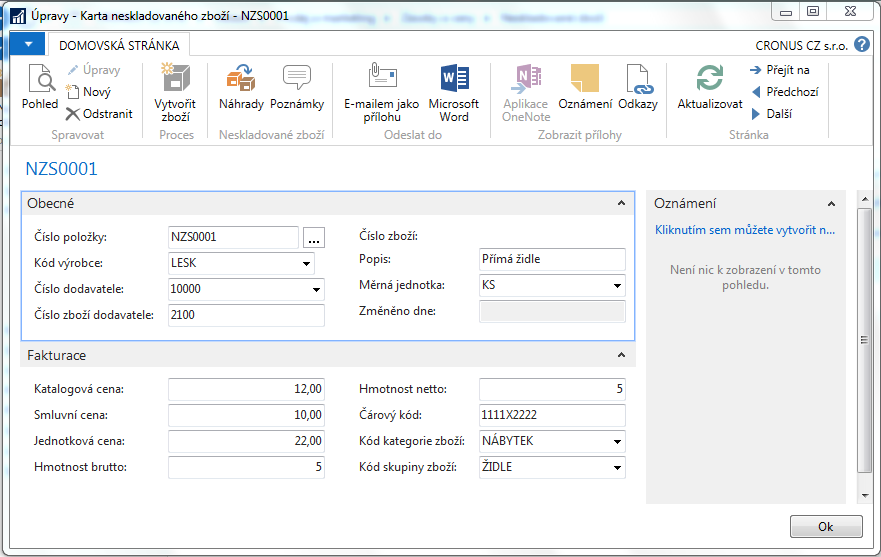 Úpravy - Karta neskladovaného zboží - NZS0001
DOMOVSKÁ STRÁNKA
CRONUS CZ s.r.o.
Pohled
Úpravy
Nový
Odstranit
Spravovat
Vytvořit zboží
Proces
Náhrady
Poznámky
Neskladované zboží
E-mailem jako přílohu
Microsoft Word
Odeslat do
Aplikace OneNote
Oznámení
Odkazy
Zobrazit přílohy
Aktualizovat
Přejít na
Předchozí
Další
Stránka
NZS0001
Obecné
Číslo položky: NZS0001 ...
Kód výrobce: LESK
Číslo dodavatele: 10000
Číslo zboží dodavatele: 2100
Číslo zboží:
Popis: Přímá židle
Měrná jednotka: KS
Změněno dne:
Fakturace
Katalogová cena: 12,00
Smluvní cena: 10,00
Jednotková cena: 22,00
Hmotnost brutto: 5
Hmotnost netto: 5
Čárový kód: 1111X2222
Kód kategorie zboží: NÁBYTEK
Kód skupiny zboží: ŽIDLE
Oznámení
Kliknutím sem můžete vytvořit n...
Není nic k zobrazení v tomto
pohledu.
Ok